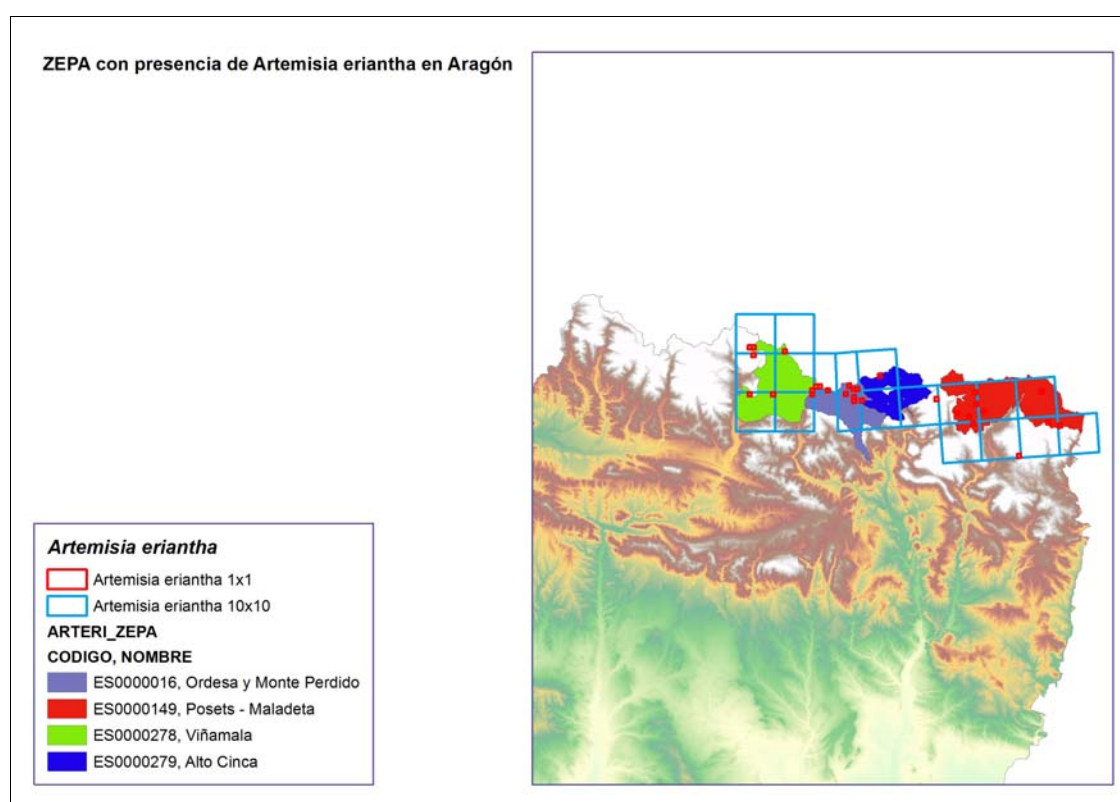 ZEPA con presencia de Artemisia eriantha en Aragón
Artemisia eriantha
Artemisia eriantha 1x1
Artemisia eriantha 10x10
ARTERI_ZEPA
CODIGO, NOMBRE
ES0000016, Ordesa y Monte Perdido
ES0000149, Posets - Maladeta
ES0000278, Viñamala
ES0000279, Alto Cinca